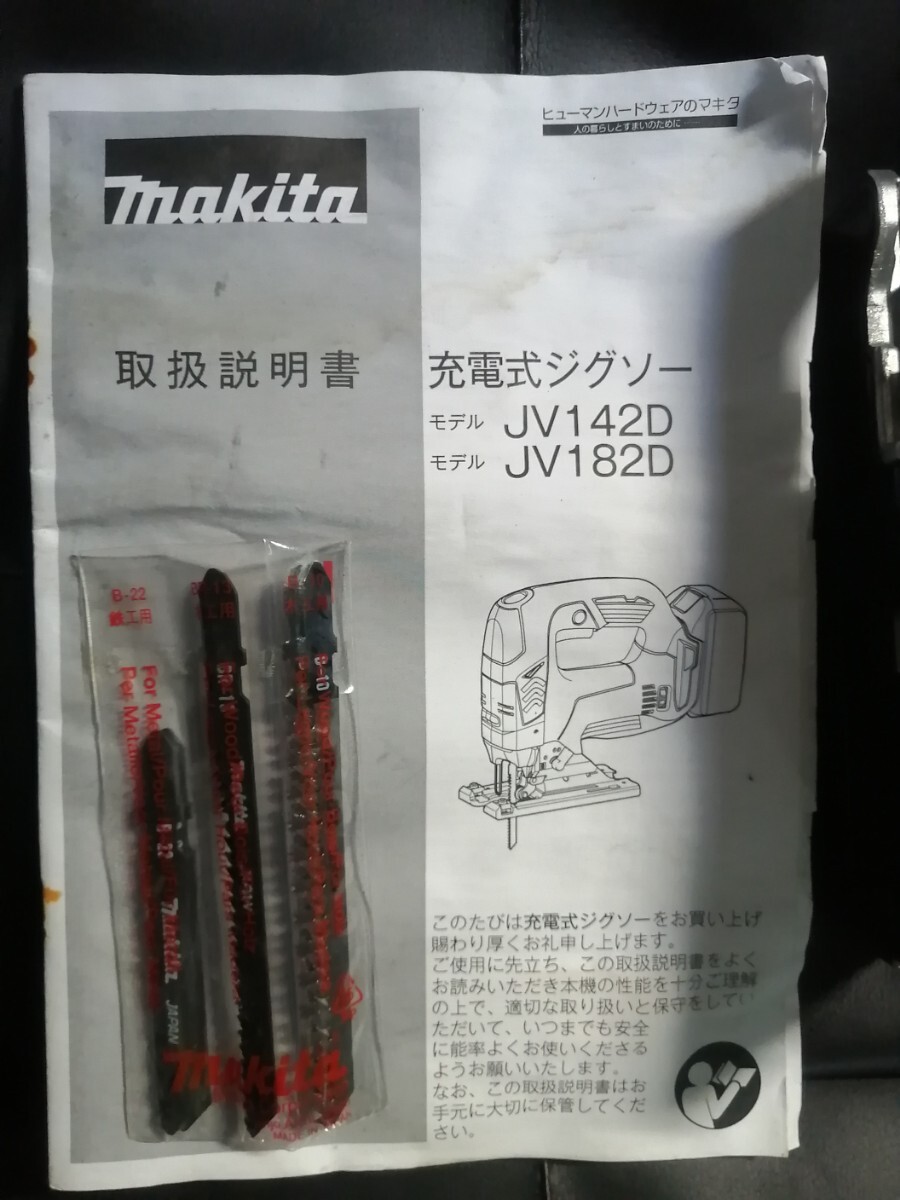 ヒューマンハードウェアのマキタ
人の暮らしとすまいのために
makita
取扱説明書
充電式ジグソー
モデル JV142D
モデル JV182D
B-22
鉄工用
B-10
For Metal
Per Metallo
B-22
makita
JAPAN
makita
このたびは充電式ジグソーをお買い上げ
賜わり厚くお礼申し上げます。
ご使用に先立ち、この取扱説明書をよく
お読みいただき本機の性能を十分ご理解
の上で、適切な取り扱いと保守をしてい
ただいて、いつまでも安全
に能率よくお使いくださる
ようお願いいたします。
なお、この取扱説明書はお
手元に大切に保管してくだ
さい。